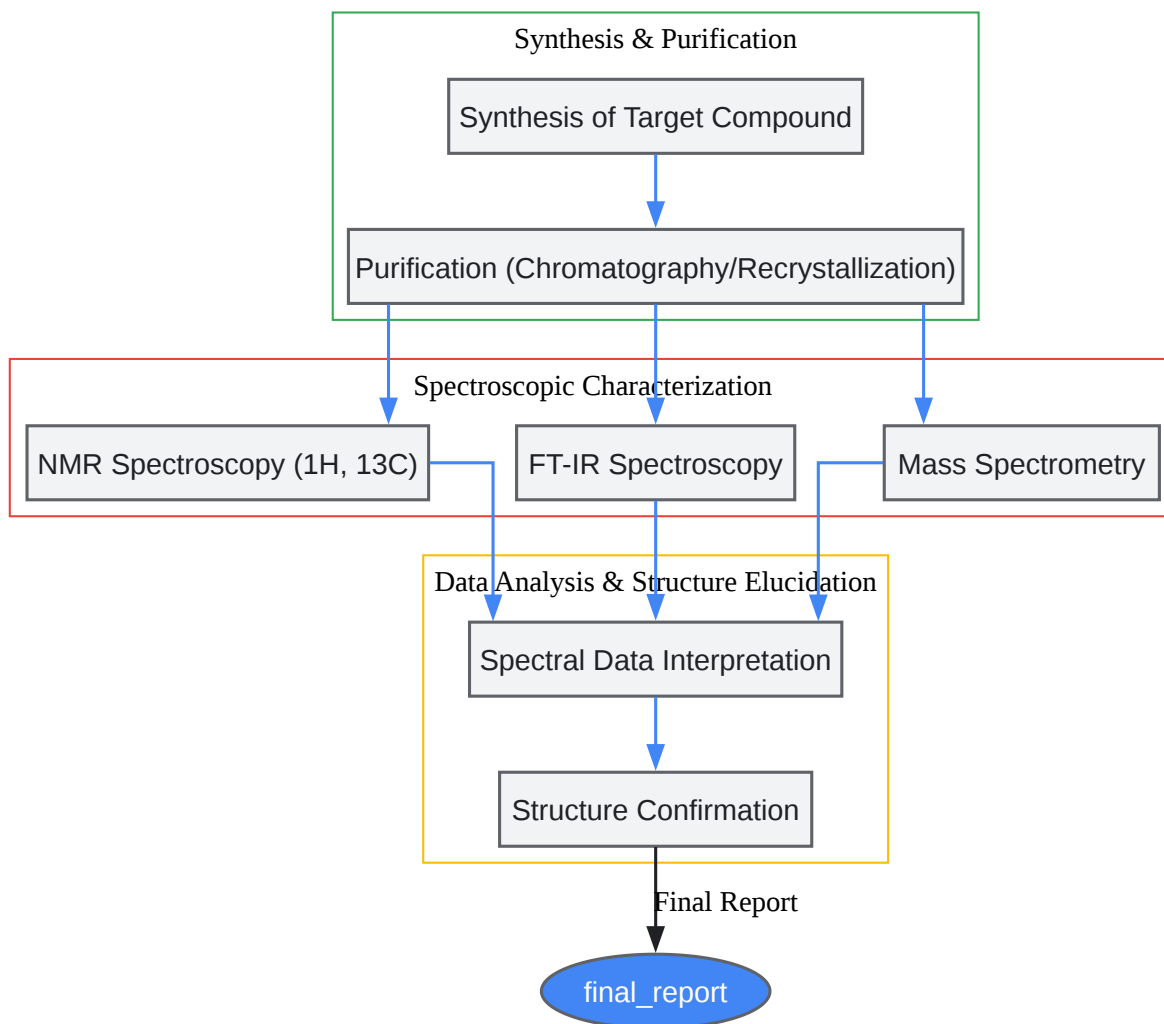 Synthesis & Purification
Synthesis of Target Compound
Purification (Chromatography/Recrystallization)
Spectroscopic Characterization
NMR Spectroscopy (1H, 13C)
FT-IR Spectroscopy
Mass Spectrometry
Data Analysis & Structure Elucidation
Spectral Data Interpretation
Structure Confirmation
Final Report
final_report